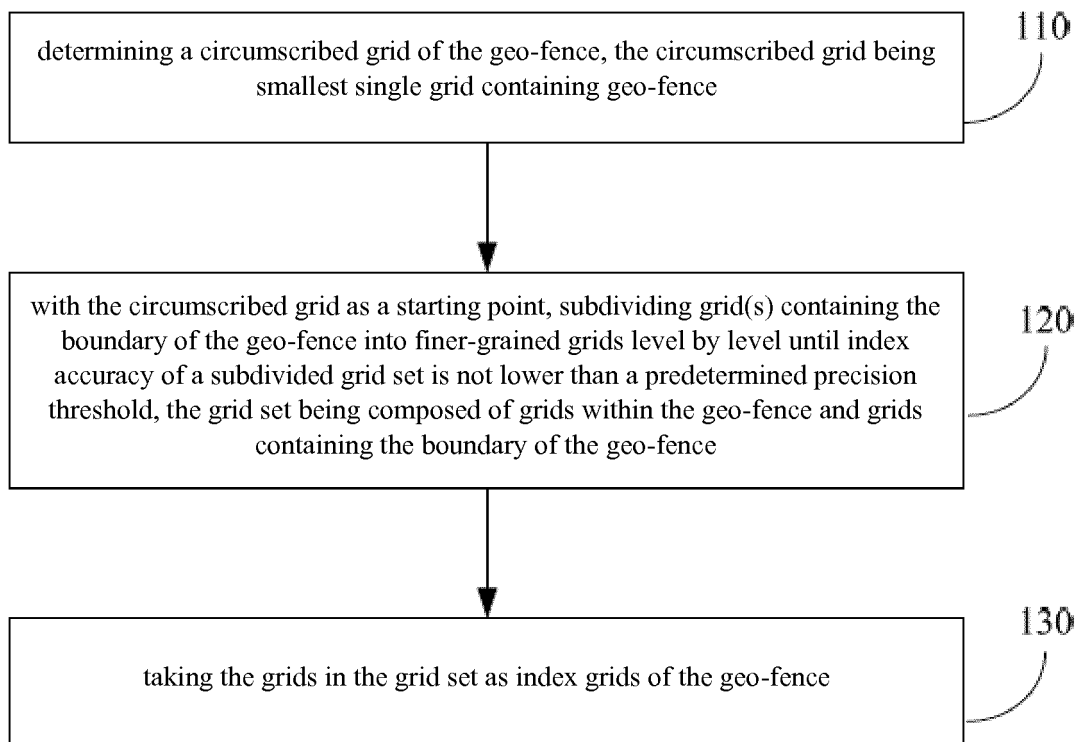 110
determining a circumscribed grid of the geo-fence, the circumscribed grid being
smallest single grid containing geo-fence
with the circumscribed grid as a starting point, subdividing grid(s) containing the
boundary of the geo-fence into finer-grained grids level by level until index
accuracy of a subdivided grid set is not lower than a predetermined precision
threshold, the grid set being composed of grids within the geo-fence and grids
containing the boundary of the geo-fence
120
taking the grids in the grid set as index grids of the geo-fence
130